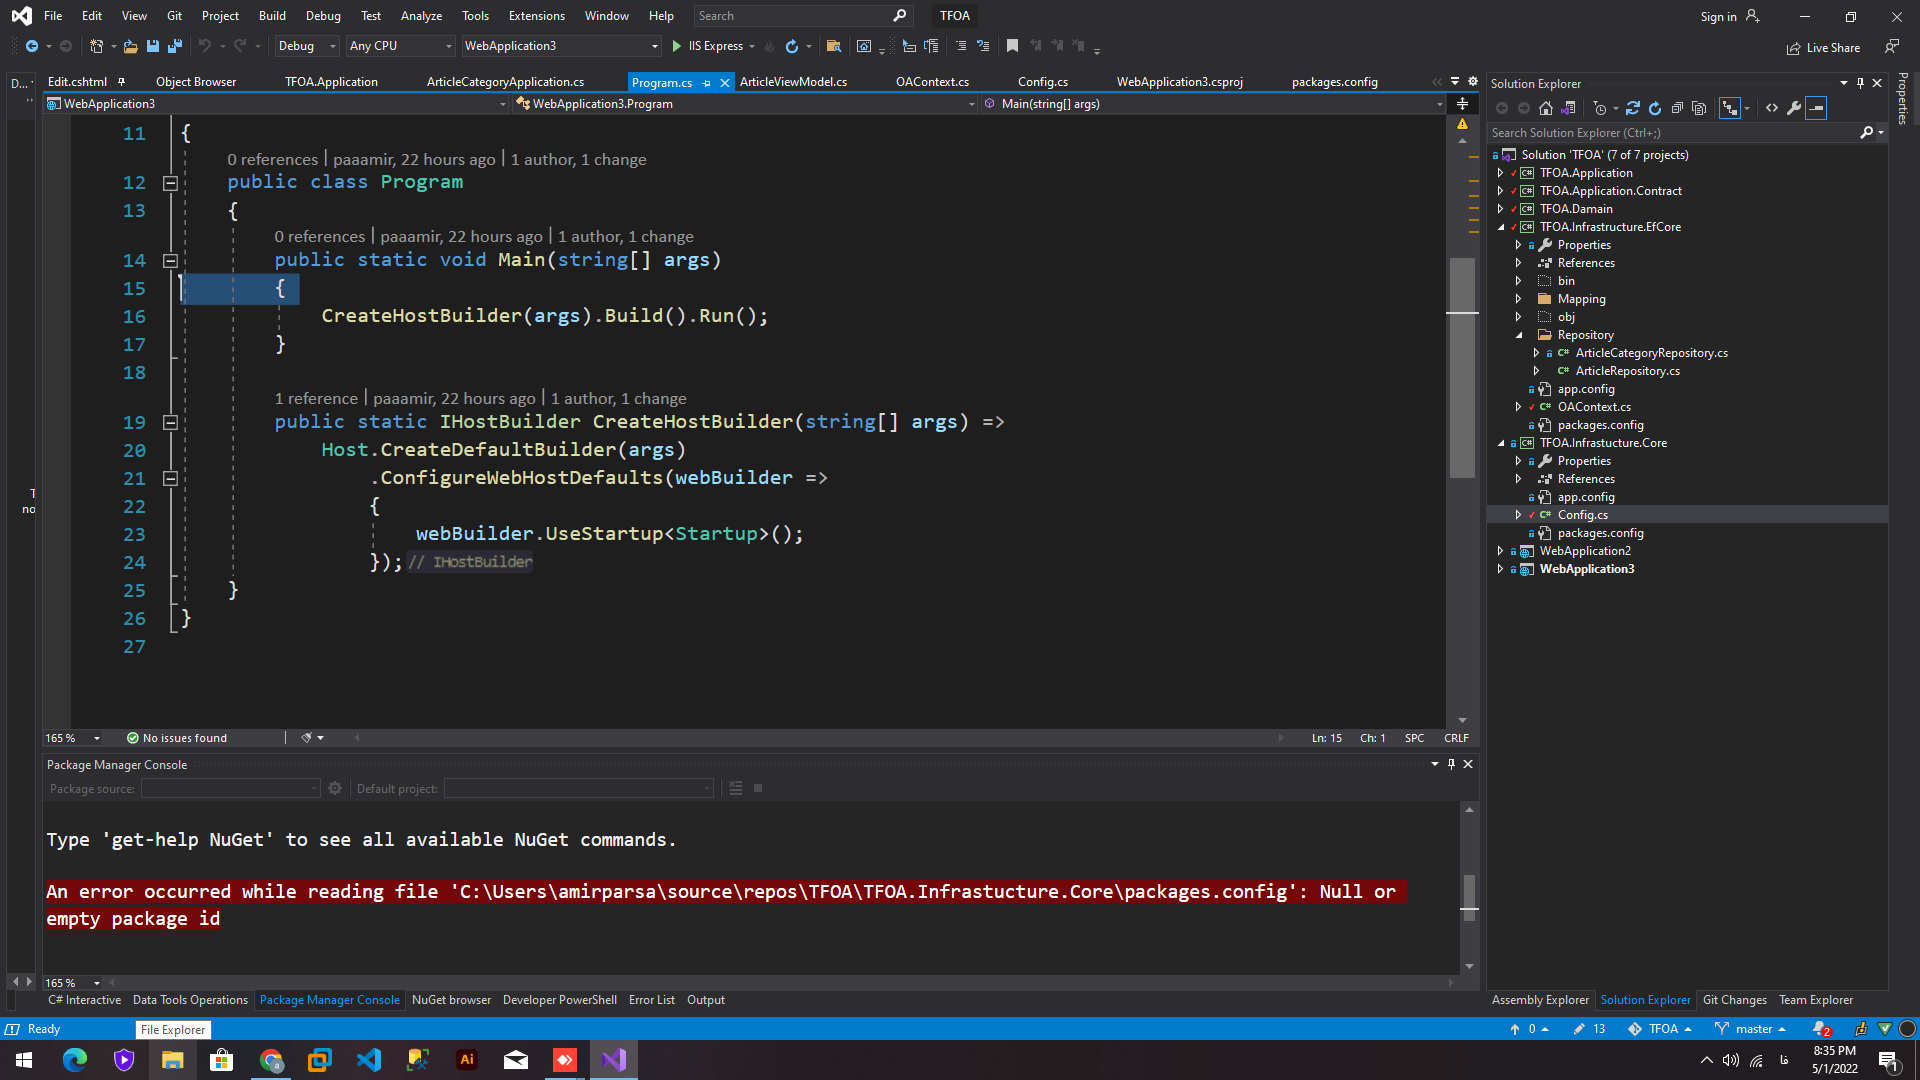 File Edit View Git Project Build Debug Test Analyze Tools Extensions Window Help Search TFOA Sign in
Debug Any CPU WebApplication3 IIS Express Live Share
D...
Edit.cshtml Object Browser TFOA.Application ArticleCategoryApplication.cs Program.cs ArticleViewModel.cs OAContext.cs Config.cs WebApplication3.csproj packages.config
WebApplication3 WebApplication3.Program Main(string[] args)
11 {
0 references | paaamir, 22 hours ago | 1 author, 1 change
12 public class Program
13 {
0 references | paaamir, 22 hours ago | 1 author, 1 change
14 public static void Main(string[] args)
15 {
16 CreateHostBuilder(args).Build().Run();
17 }
18
1 reference | paaamir, 22 hours ago | 1 author, 1 change
19 public static IHostBuilder CreateHostBuilder(string[] args) =>
20 Host.CreateDefaultBuilder(args)
21 .ConfigureWebHostDefaults(webBuilder =>
22 {
23 webBuilder.UseStartup<Startup>();
24 }); // IHostBuilder
25 }
26 }
27
T
no
165 % No issues found Ln: 15 Ch: 1 SPC CRLF
Package Manager Console
Package source: Default project:
Type 'get-help NuGet' to see all available NuGet commands.
An error occurred while reading file 'C:\Users\amirparsa\source\repos\TFOA\TFOA.Infrastucture.Core\packages.config': Null or
empty package id
165 %
C# Interactive Data Tools Operations Package Manager Console NuGet browser Developer PowerShell Error List Output
Solution Explorer
Search Solution Explorer (Ctrl+;)
Solution 'TFOA' (7 of 7 projects)
TFOA.Application
TFOA.Application.Contract
TFOA.Damain
TFOA.Infrastructure.EfCore
Properties
References
bin
Mapping
obj
Repository
ArticleCategoryRepository.cs
ArticleRepository.cs
app.config
OAContext.cs
packages.config
TFOA.Infrastucture.Core
Properties
References
app.config
Config.cs
packages.config
WebApplication2
WebApplication3
Assembly Explorer Solution Explorer Git Changes Team Explorer
Properties
Ready 0 13 TFOA master 2
File Explorer
Ai فا 8:35 PM
5/1/2022 1